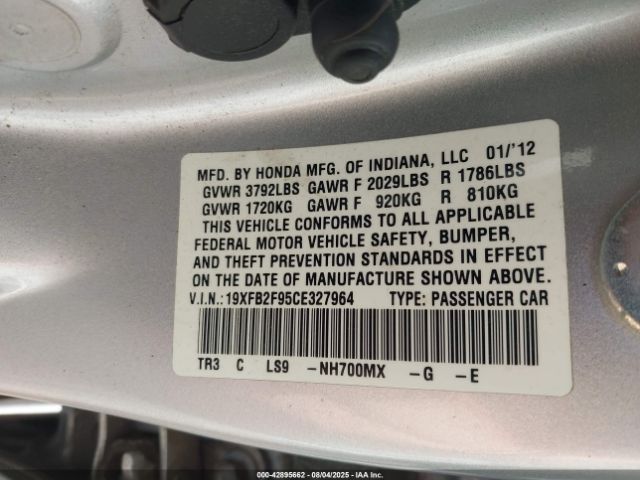 MFD. BY HONDA MFG. OF INDIANA, LLC 01/'12
GVWR 3792LBS GAWR F 2029LBS R 1786LBS
GVWR 1720KG GAWR F 920KG R 810KG
THIS VEHICLE CONFORMS TO ALL APPLICABLE
FEDERAL MOTOR VEHICLE SAFETY, BUMPER,
AND THEFT PREVENTION STANDARDS IN EFFECT
ON THE DATE OF MANUFACTURE SHOWN ABOVE.
V.I.N.:19XFB2F95CE327964 TYPE: PASSENGER CAR
TR3 C LS9 -NH700MX -G -E
000-42895662 - 08/04/2025 - IAAI Inc.